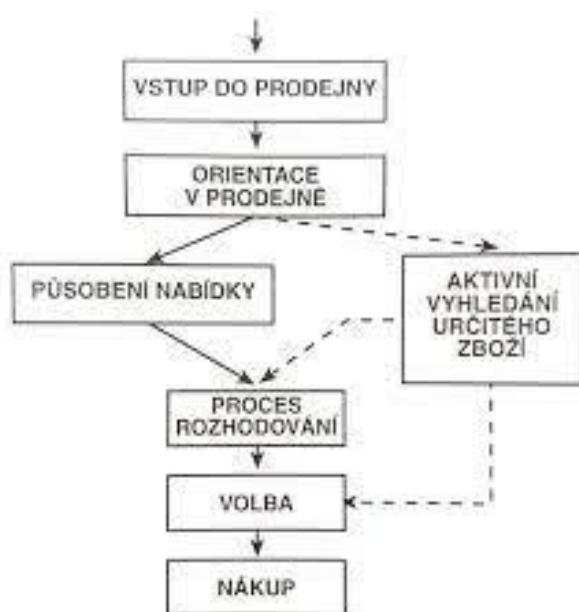 VSTUP DO PRODEJNY
ORIENTACE
V PRODEJNĚ
PŮSOBENÍ NABÍDKY
AKTIVNÍ
VYHLEDÁNÍ
URČITÉHO
ZBOŽÍ
PROCES
ROZHODOVÁNÍ
VOLBA
NÁKUP